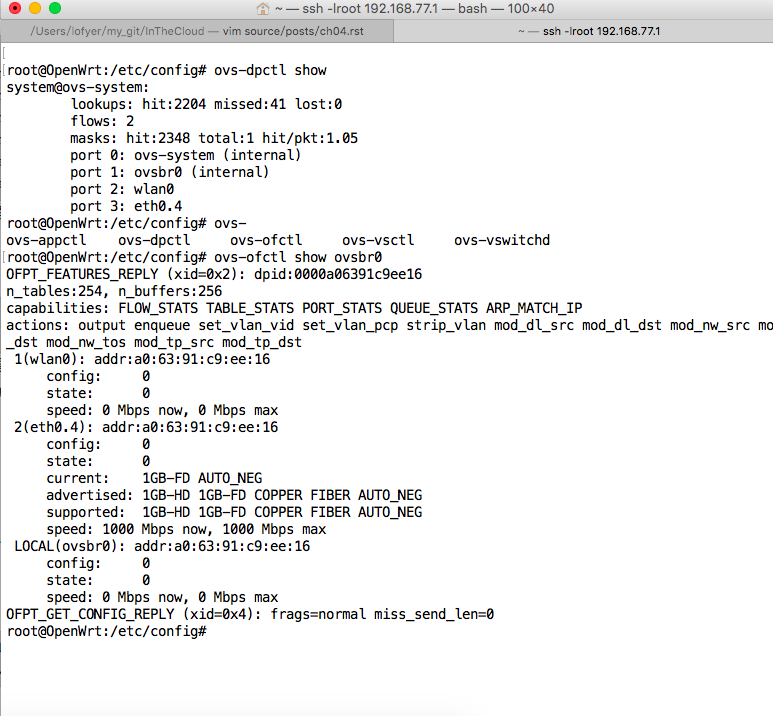 ~ — ssh -lroot 192.168.77.1 — bash — 100×40
/Users/lofyer/my_git/InTheCloud — vim source/posts/ch04.rst
~ — ssh -lroot 192.168.77.1
[
[root@OpenWrt:/etc/config# ovs-dpctl show
system@ovs-system:
        lookups: hit:2204 missed:41 lost:0
        flows: 2
        masks: hit:2348 total:1 hit/pkt:1.05
        port 0: ovs-system (internal)
        port 1: ovsbr0 (internal)
        port 2: wlan0
        port 3: eth0.4
root@OpenWrt:/etc/config# ovs-
ovs-appctl    ovs-dpctl     ovs-ofctl     ovs-vsctl     ovs-vswitchd
[root@OpenWrt:/etc/config# ovs-ofctl show ovsbr0
OFPT_FEATURES_REPLY (xid=0x2): dpid:0000a06391c9ee16
n_tables:254, n_buffers:256
capabilities: FLOW_STATS TABLE_STATS PORT_STATS QUEUE_STATS ARP_MATCH_IP
actions: output enqueue set_vlan_vid set_vlan_pcp strip_vlan mod_dl_src mod_dl_dst mod_nw_src mo
_dst mod_nw_tos mod_tp_src mod_tp_dst
 1(wlan0): addr:a0:63:91:c9:ee:16
     config:     0
     state:      0
     speed: 0 Mbps now, 0 Mbps max
 2(eth0.4): addr:a0:63:91:c9:ee:16
     config:     0
     state:      0
     current:    1GB-FD AUTO_NEG
     advertised: 1GB-HD 1GB-FD COPPER FIBER AUTO_NEG
     supported:  1GB-HD 1GB-FD COPPER FIBER AUTO_NEG
     speed: 1000 Mbps now, 1000 Mbps max
 LOCAL(ovsbr0): addr:a0:63:91:c9:ee:16
     config:     0
     state:      0
     speed: 0 Mbps now, 0 Mbps max
OFPT_GET_CONFIG_REPLY (xid=0x4): frags=normal miss_send_len=0
root@OpenWrt:/etc/config#